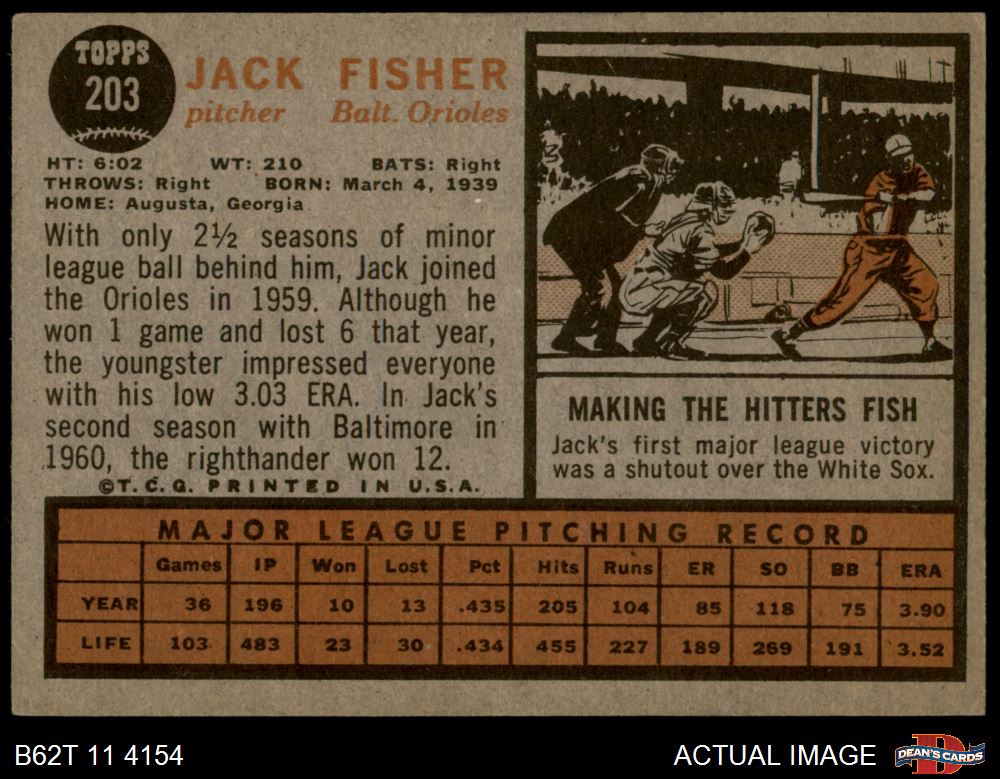 TOPPS
203
JACK FISHER
pitcher Balt. Orioles
HT: 6:02 WT: 210 BATS: Right
THROWS: Right BORN: March 4, 1939
HOME: Augusta, Georgia
With only 2½ seasons of minor
league ball behind him, Jack joined
the Orioles in 1959. Although he
won 1 game and lost 6 that year,
the youngster impressed everyone
with his low 3.03 ERA. In Jack's
second season with Baltimore in
1960, the righthander won 12.
©T.C.G. PRINTED IN U.S.A.
MAKING THE HITTERS FISH
Jack's first major league victory
was a shutout over the White Sox.
MAJOR LEAGUE PITCHING RECORD
Games IP Won Lost Pct Hits Runs ER SO BB ERA
YEAR 36 196 10 13 .435 205 104 85 118 75 3.90
LIFE 103 483 23 30 .434 455 227 189 269 191 3.52
B62T 11 4154 ACTUAL IMAGE
D
DEAN'S CARDS